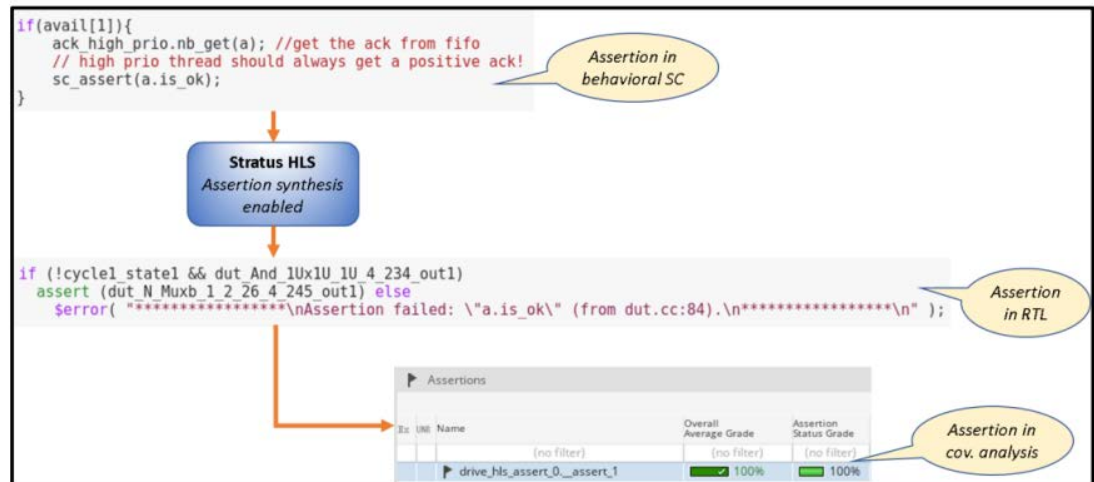 if(avail[1]){
ack_high_prio.nb_get(a); //get the ack from fifo
// high prio thread should always get a positive ack!
sc_assert(a.is_ok);
}
Assertion in
behavioral SC
Stratus HLS
Assertion synthesis
enabled
if (!cycle1_state1 && dut_And_1Ux1U_1U_4_234_out1)
assert (dut_N_Muxb_1_2_26_4_245_out1) else
$error( "*****************\nAssertion failed: \"a.is_ok\" (from dut.cc:84).\n*****************\n" );
Assertion
in RTL
Assertions
Ex UNR Name Overall Average Grade Assertion Status Grade
(no filter) (no filter) (no filter)
drive_hls_assert_0.__assert_1 100% 100%
Assertion in
cov. analysis